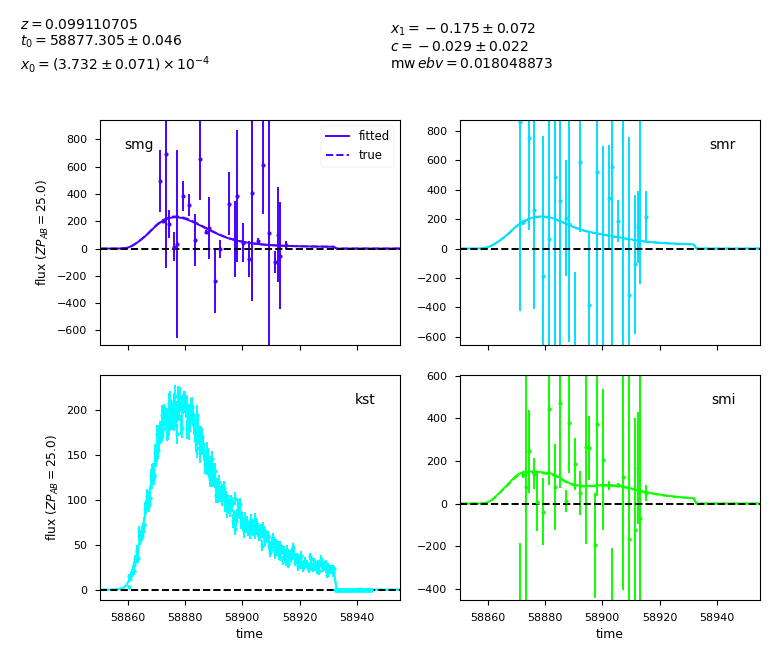 z = 0.099110705
t₀ = 58877.305 ± 0.046
x₀ = (3.732 ± 0.071) × 10⁻⁴
x₁ = −0.175 ± 0.072
c = −0.029 ± 0.022
mw ebv = 0.018048873
smg
fitted
true
800
600
400
200
0
−200
−400
−600
flux (ZP_AB = 25.0)
smr
800
600
400
200
0
−200
−400
−600
kst
200
150
100
50
0
flux (ZP_AB = 25.0)
58860 58880 58900 58920 58940
time
smi
600
400
200
0
−200
−400
58860 58880 58900 58920 58940
time